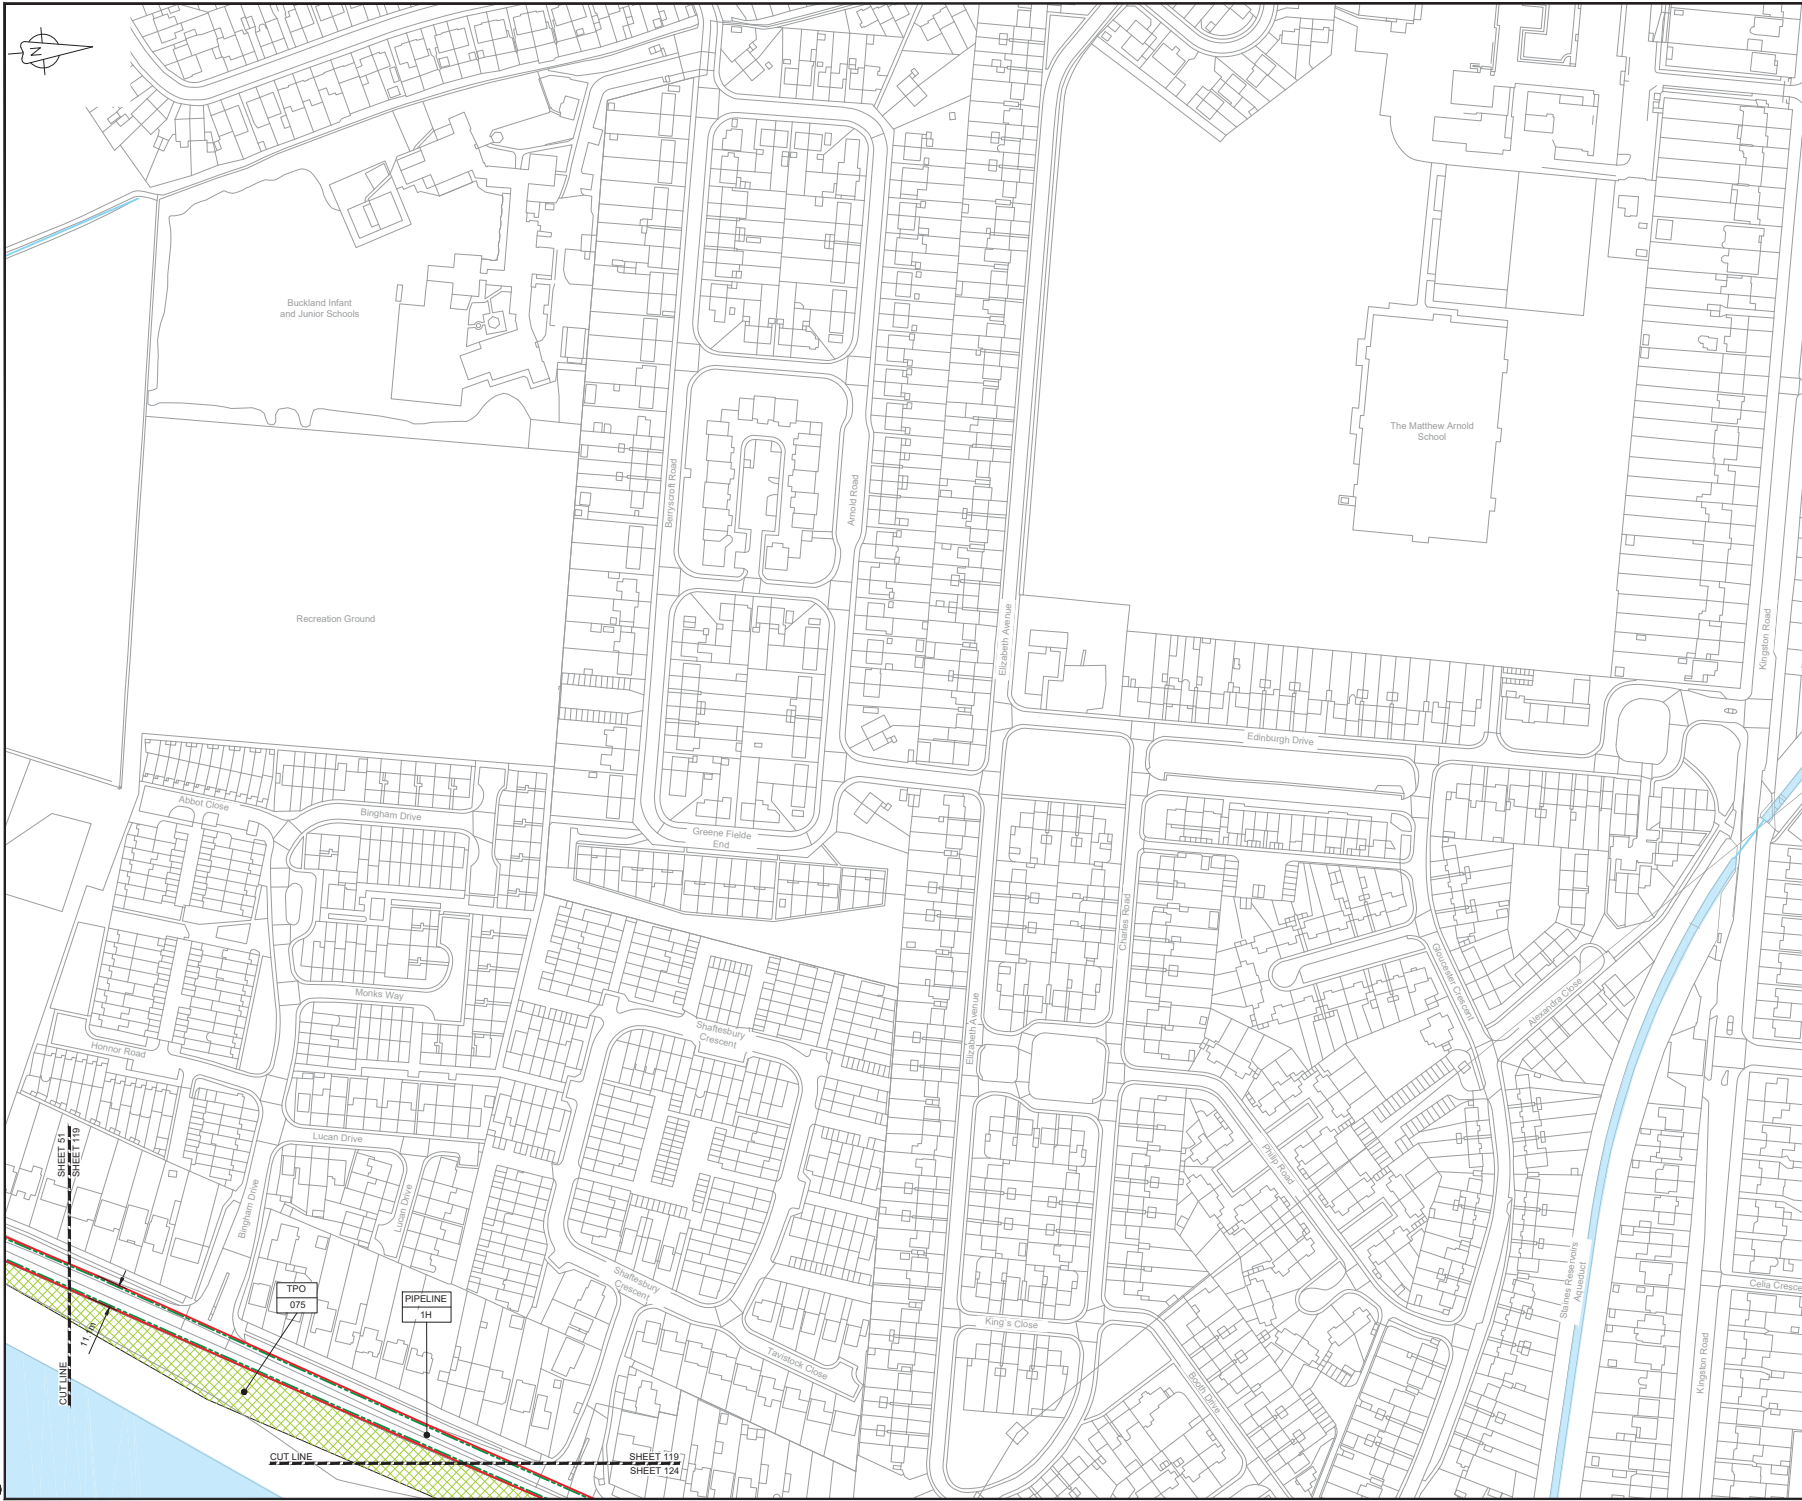 N
Buckland Infant
and Junior Schools
The Matthew Arnold
School
Berryscroft Road
Arnold Road
Recreation Ground
Elizabeth Avenue
Kingston Road
Edinburgh Drive
Abbot Close
Bingham Drive
Greene Fielde
End
Charles Road
Gloucester Crescent
Monks Way
Alexandra Close
Shaftesbury
Crescent
Elizabeth Avenue
Honnor Road
SHEET 51
SHEET 119
Lucan Drive
Philip Road
Bingham Drive
Lucan Drive
Staines Reservoirs
Aqueduct
Shaftesbury
Crescent
Celia Cresce
TPO
075
PIPELINE
1H
King's Close
Tavistock Close
Kingston Road
Booth Drive
CUT LINE
CUT LINE
SHEET 119
SHEET 124